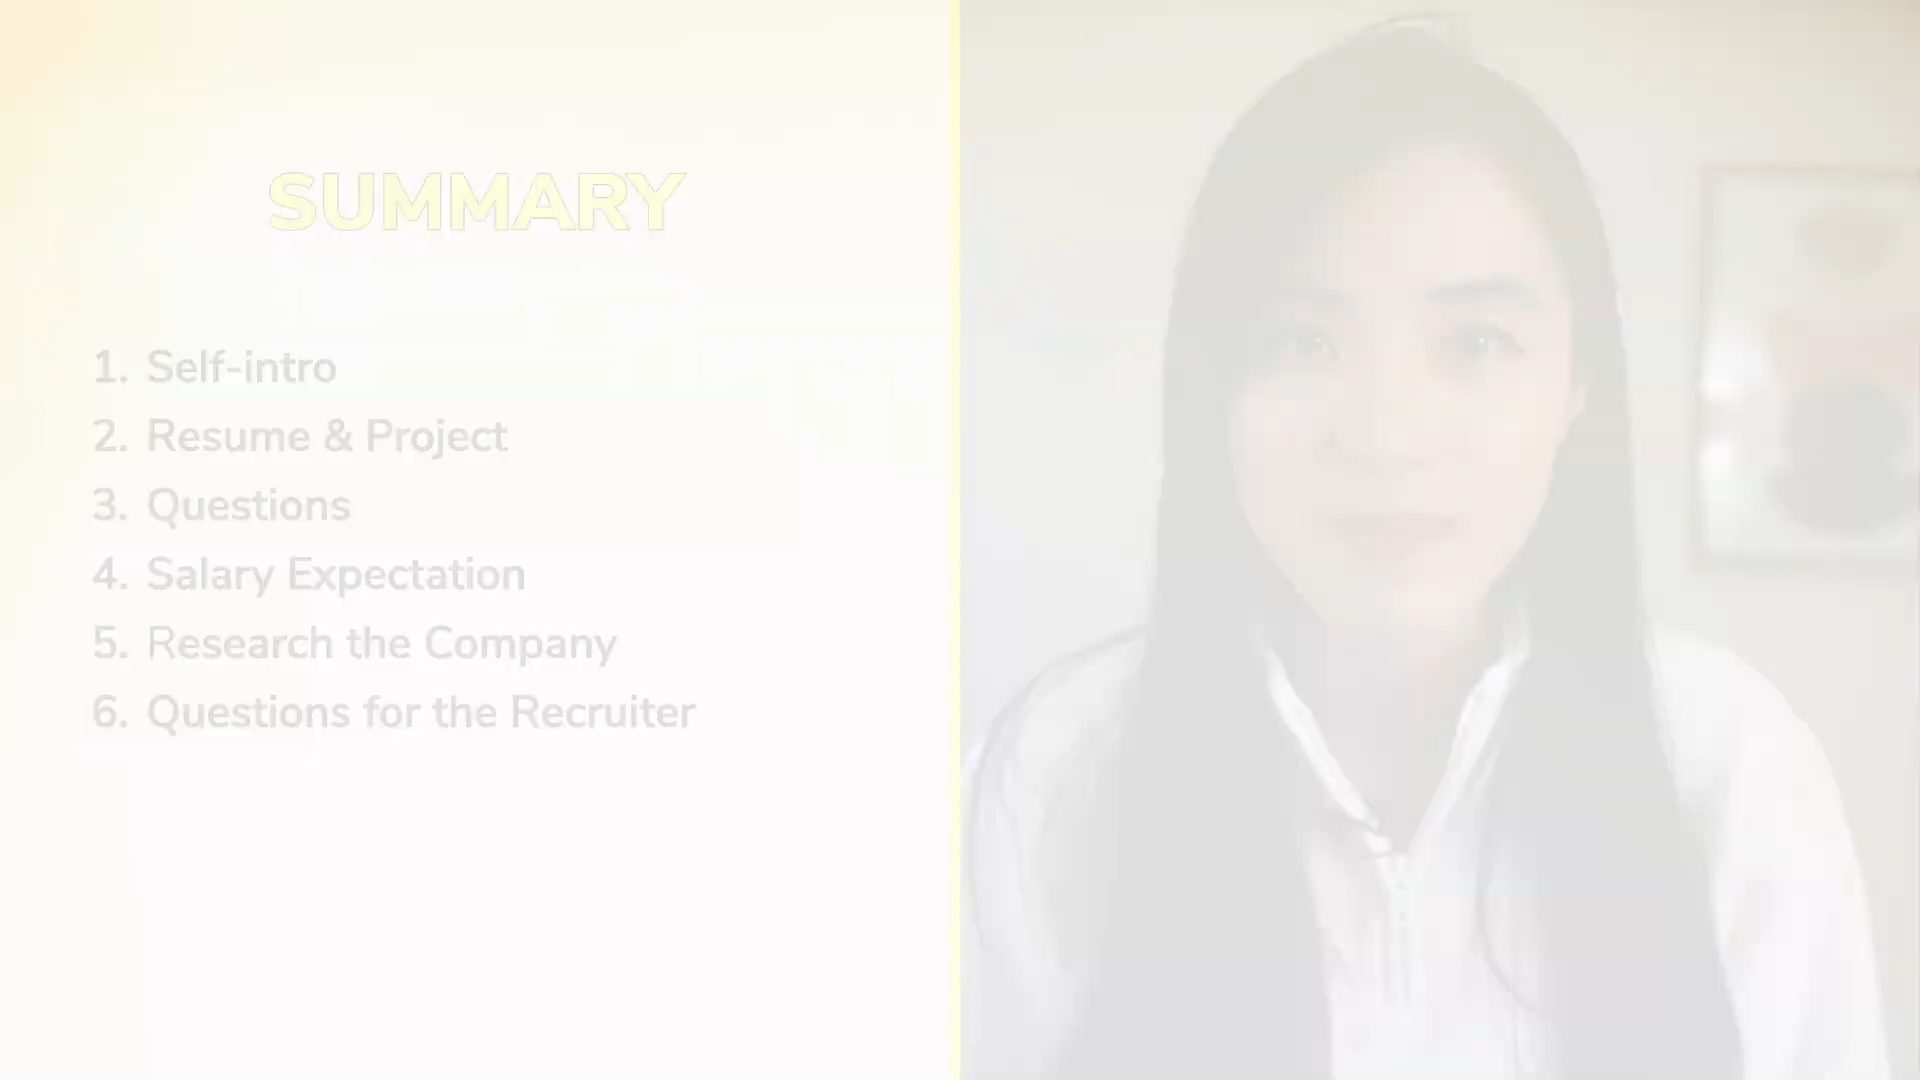 SUMMARY
1. Self-intro
2. Resume & Project
3. Questions
4. Salary Expectation
5. Research the Company
6. Questions for the Recruiter